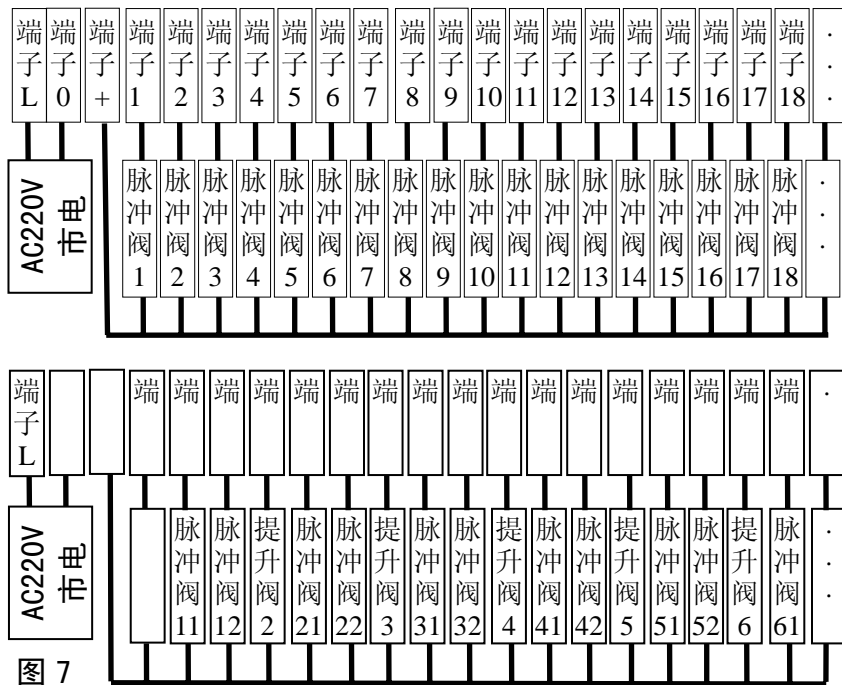 端子L 端子0 端子+ 端子1 端子2 端子3 端子4 端子5 端子6 端子7 端子8 端子9 端子10 端子11 端子12 端子13 端子14 端子15 端子16 端子17 端子18 ...
AC220V市电 脉冲阀1 脉冲阀2 脉冲阀3 脉冲阀4 脉冲阀5 脉冲阀6 脉冲阀7 脉冲阀8 脉冲阀9 脉冲阀10 脉冲阀11 脉冲阀12 脉冲阀13 脉冲阀14 脉冲阀15 脉冲阀16 脉冲阀17 脉冲阀18 ...
端子L 端 端 端 端 端 端 端 端 端 端 端 端 端 端 端 端 端 .
AC220V市电 脉冲阀11 脉冲阀12 提升阀2 脉冲阀21 脉冲阀22 提升阀3 脉冲阀31 脉冲阀32 提升阀4 脉冲阀41 脉冲阀42 提升阀5 脉冲阀51 脉冲阀52 提升阀6 脉冲阀61 ...
图 7